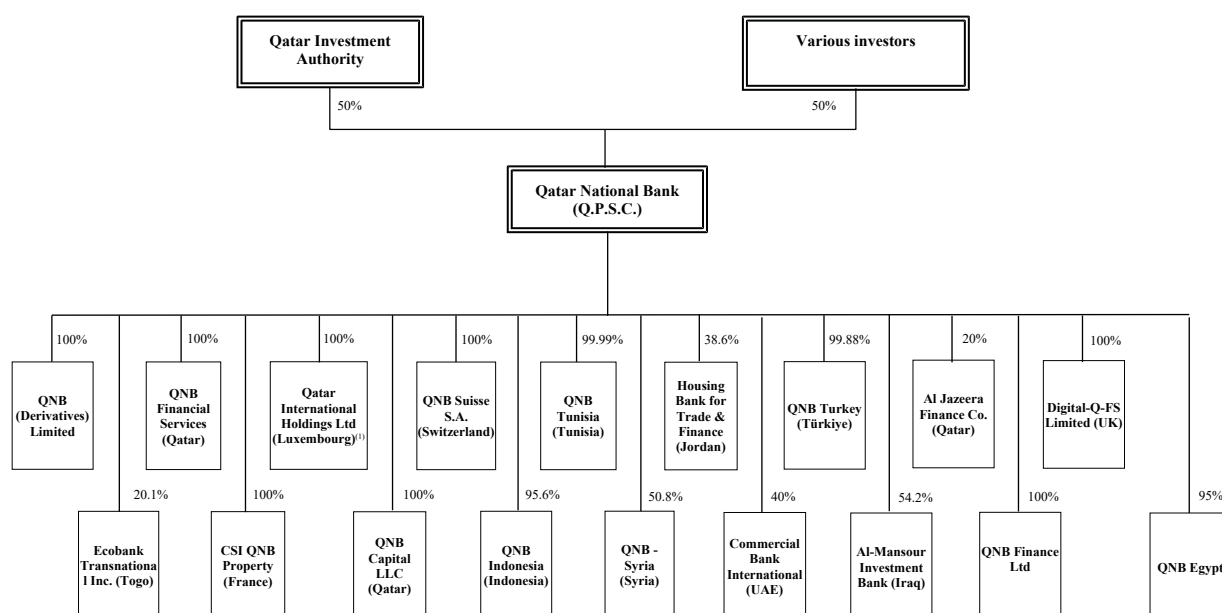 Qatar Investment
Authority
Various investors
50%
50%
Qatar National Bank
(Q.P.S.C.)
100%
100%
100%
100%
99.99%
38.6%
99.88%
20%
100%
QNB
(Derivatives)
Limited
QNB
Financial
Services
(Qatar)
Qatar
International
Holdings Ltd
(Luxembourg)(1)
QNB Suisse
S.A.
(Switzerland)
QNB
Tunisia
(Tunisia)
Housing
Bank for
Trade &
Finance
(Jordan)
QNB Turkey
(Türkiye)
Al Jazeera
Finance Co.
(Qatar)
Digital-Q-FS
Limited (UK)
20.1%
100%
100%
95.6%
50.8%
40%
54.2%
100%
95%
Ecobank
Transnationa
l Inc. (Togo)
CSI QNB
Property
(France)
QNB
Capital
LLC
(Qatar)
QNB
Indonesia
(Indonesia)
QNB -
Syria
(Syria)
Commercial
Bank
International
(UAE)
Al-Mansour
Investment
Bank (Iraq)
QNB Finance
Ltd
QNB Egypt